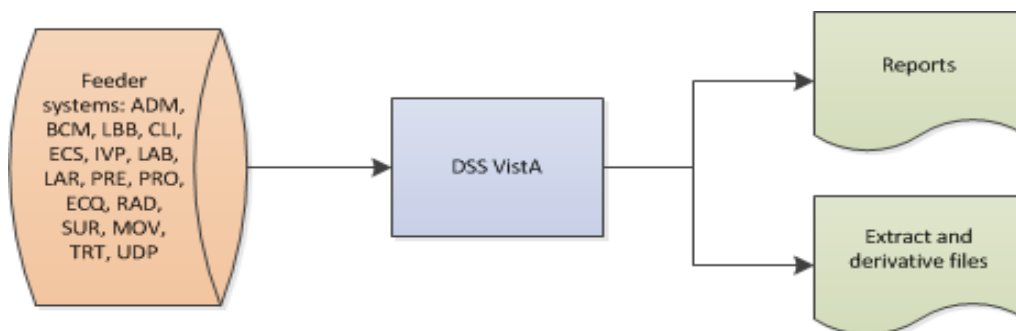 Feeder
systems: ADM,
BCM, LBB, CLI,
ECS, IVP, LAB,
LAR, PRE, PRO,
ECQ, RAD,
SUR, MOV,
TRT, UDP
DSS VistA
Reports
Extract and
derivative files